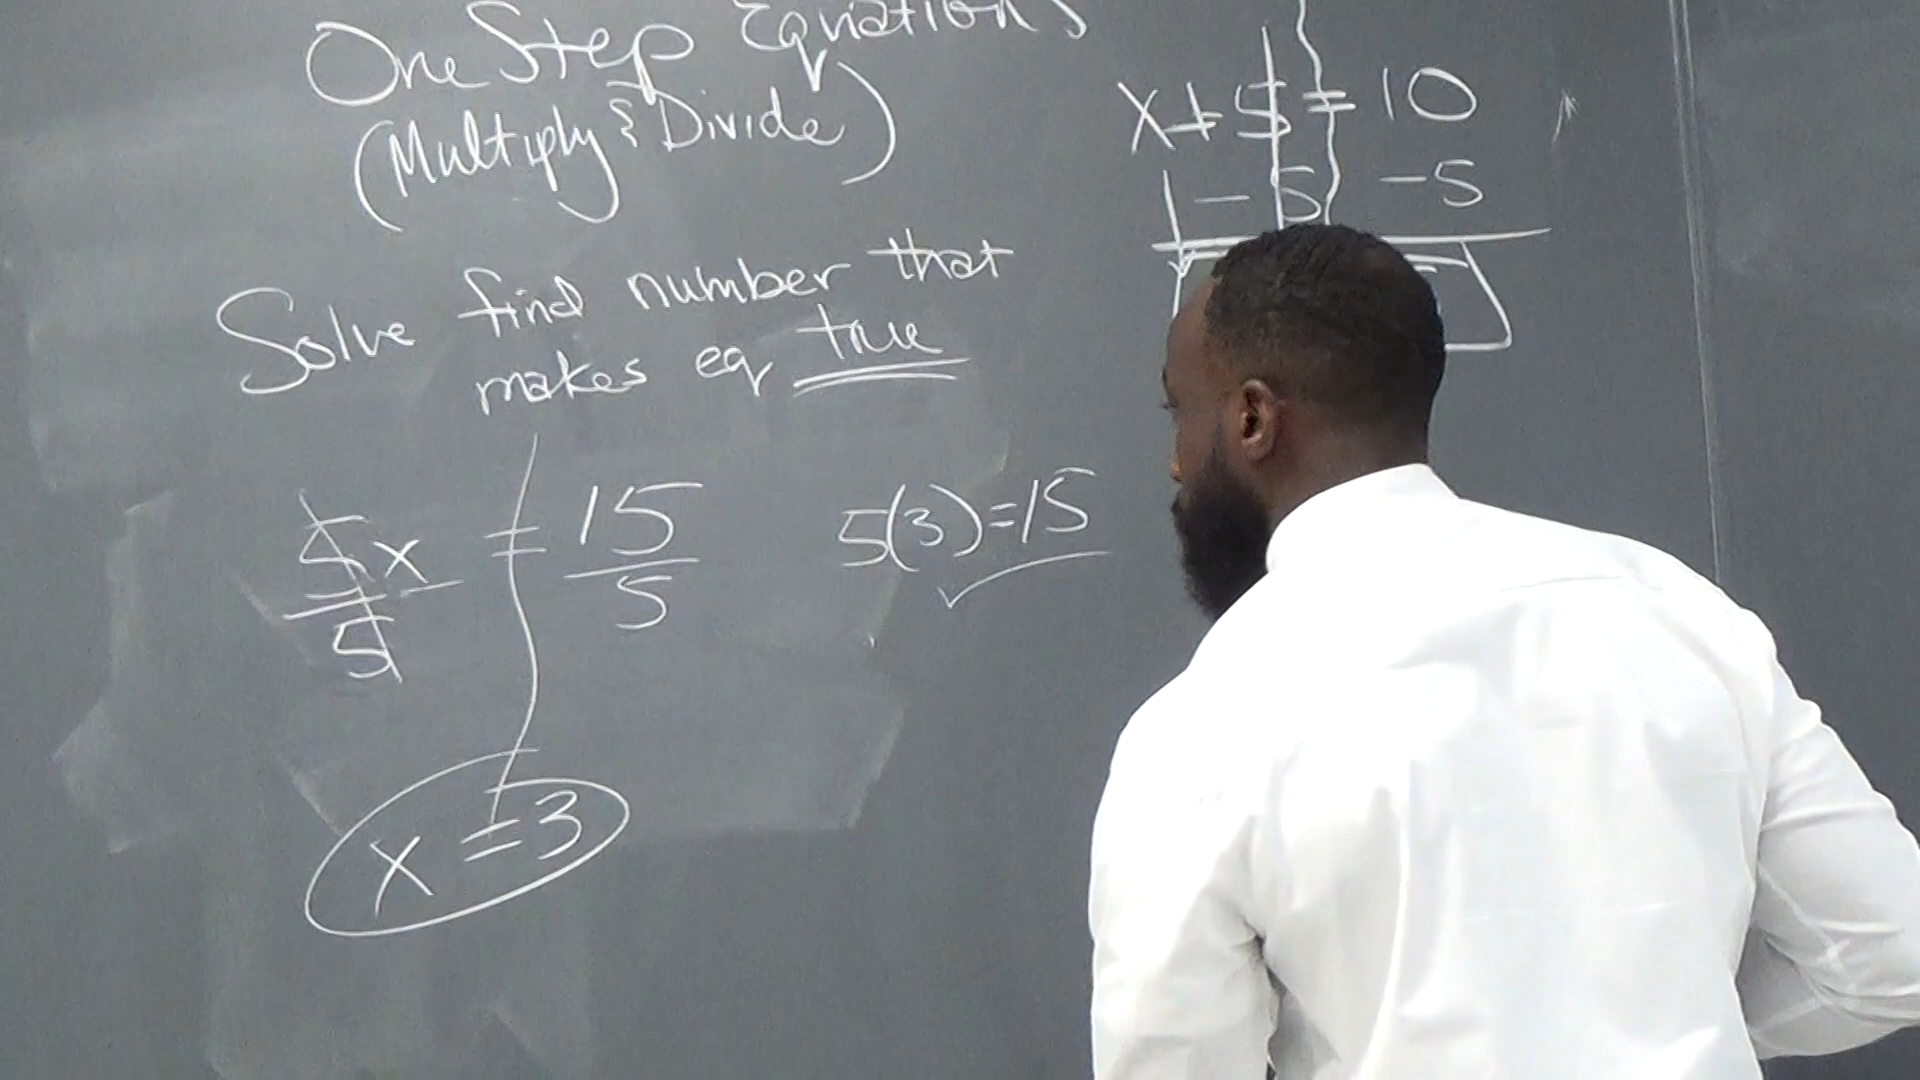 One Step Equations
(Multiply & Divide)
Solve find number that
makes eq true
5x = 15
5 5
x = 3
5(3)=15
x+5 = 10
-5 -5